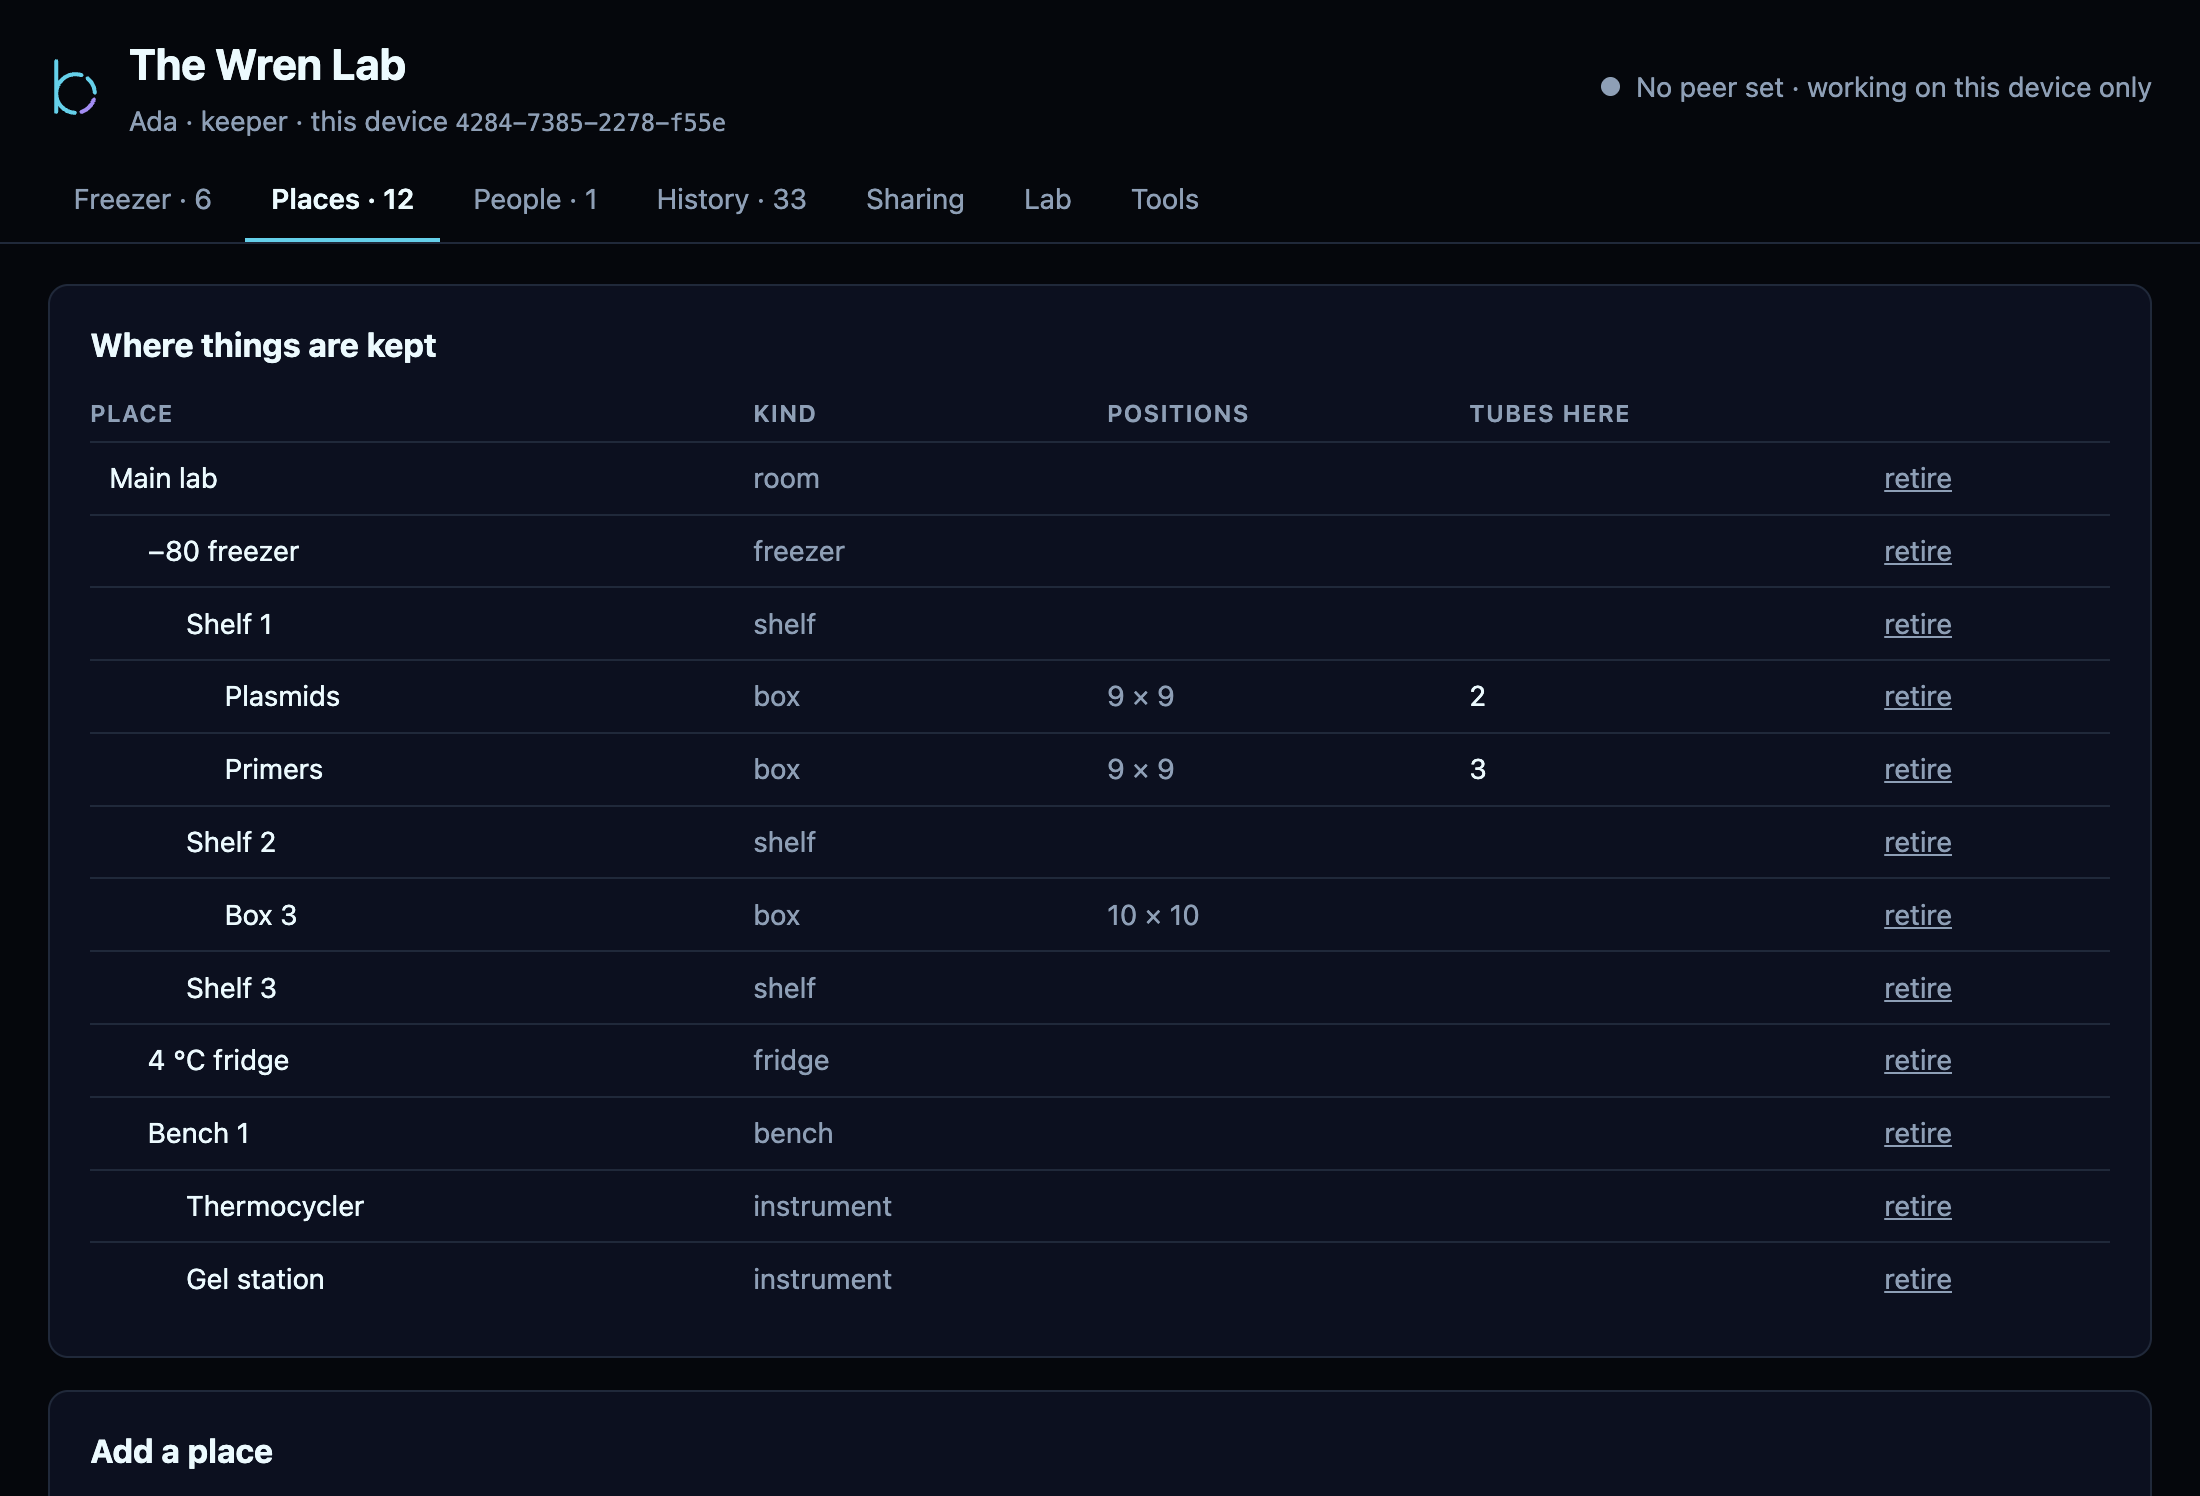 The Wren Lab
Ada · keeper · this device 4284–7385–2278–f55e
No peer set · working on this device only
Freezer · 6
Places · 12
People · 1
History · 33
Sharing
Lab
Tools
Where things are kept
PLACE KIND POSITIONS TUBES HERE
Main lab room retire
–80 freezer freezer retire
Shelf 1 shelf retire
Plasmids box 9 × 9 2 retire
Primers box 9 × 9 3 retire
Shelf 2 shelf retire
Box 3 box 10 × 10 retire
Shelf 3 shelf retire
4 °C fridge fridge retire
Bench 1 bench retire
Thermocycler instrument retire
Gel station instrument retire
Add a place